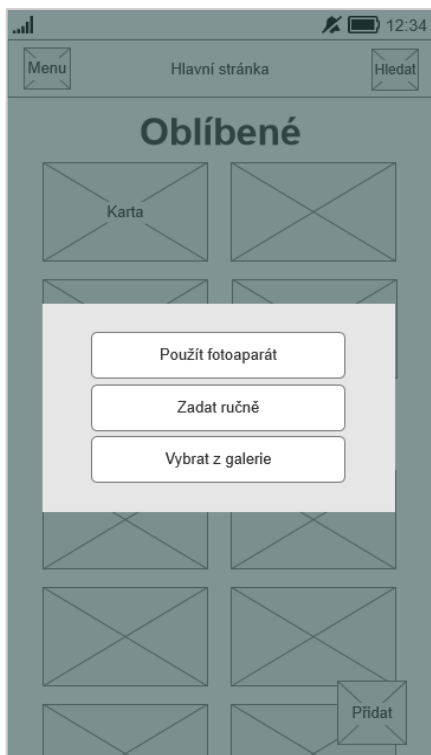 12:34
Menu
Hlavní stránka
Hledat
Oblíbené
Karta
Použít fotoaparát
Zadat ručně
Vybrat z galerie
Přidat